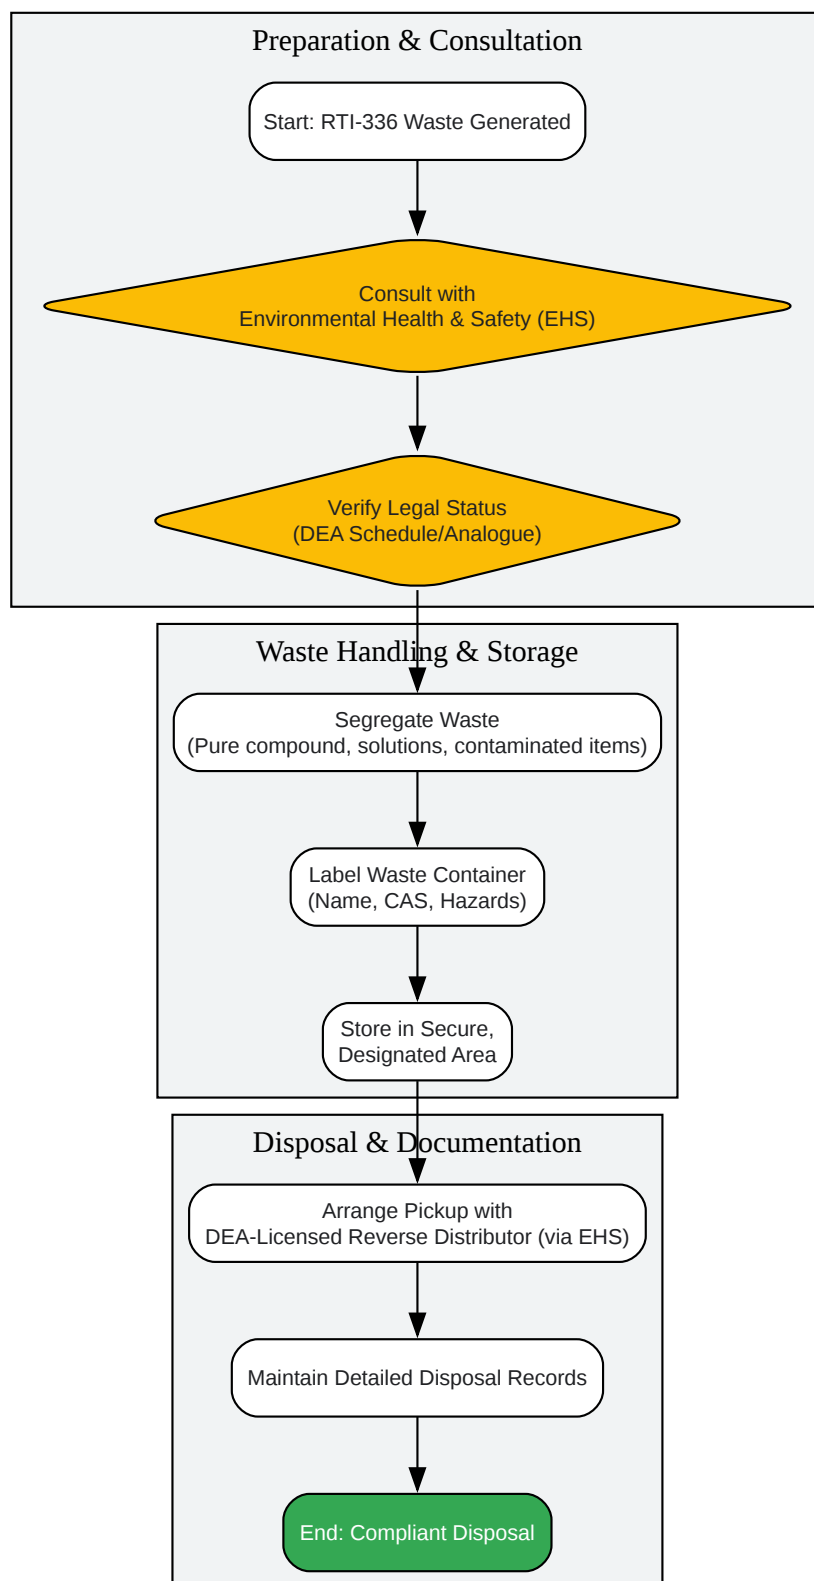 Preparation & Consultation
Start: RTI-336 Waste Generated
Consult with
Environmental Health & Safety (EHS)
Verify Legal Status
(DEA Schedule/Analogue)
Waste Handling & Storage
Segregate Waste
(Pure compound, solutions, contaminated items)
Label Waste Container
(Name, CAS, Hazards)
Store in Secure,
Designated Area
Disposal & Documentation
Arrange Pickup with
DEA-Licensed Reverse Distributor (via EHS)
Maintain Detailed Disposal Records
End: Compliant Disposal